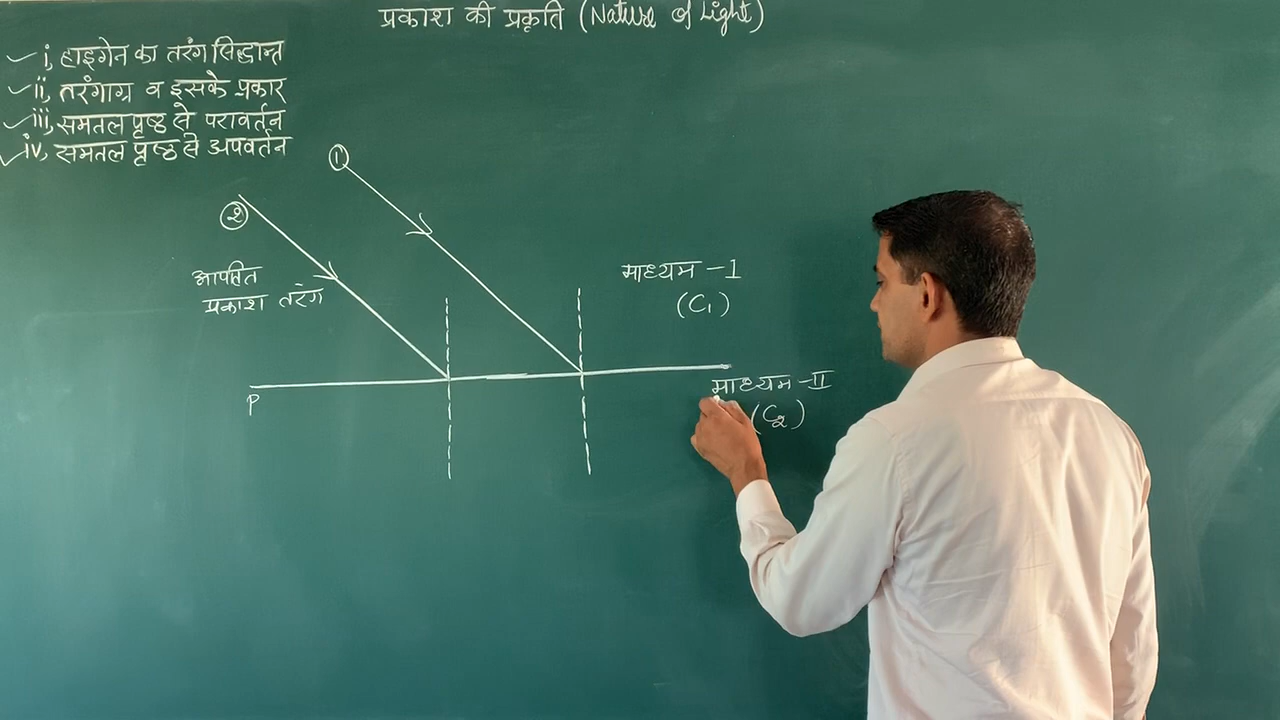 प्रकाश की प्रकृति (Nature of Light)
i, हाइगेन का तरंग सिद्धान्त
ii, तरंगाग्र व इसके प्रकार
iii, समतल पृष्ठ से परावर्तन
iv, समतल पृष्ठ से अपवर्तन
1
2
आपतित
प्रकाश तरंग
माध्यम -I
(C₁)
माध्यम -II
(C₂)
P